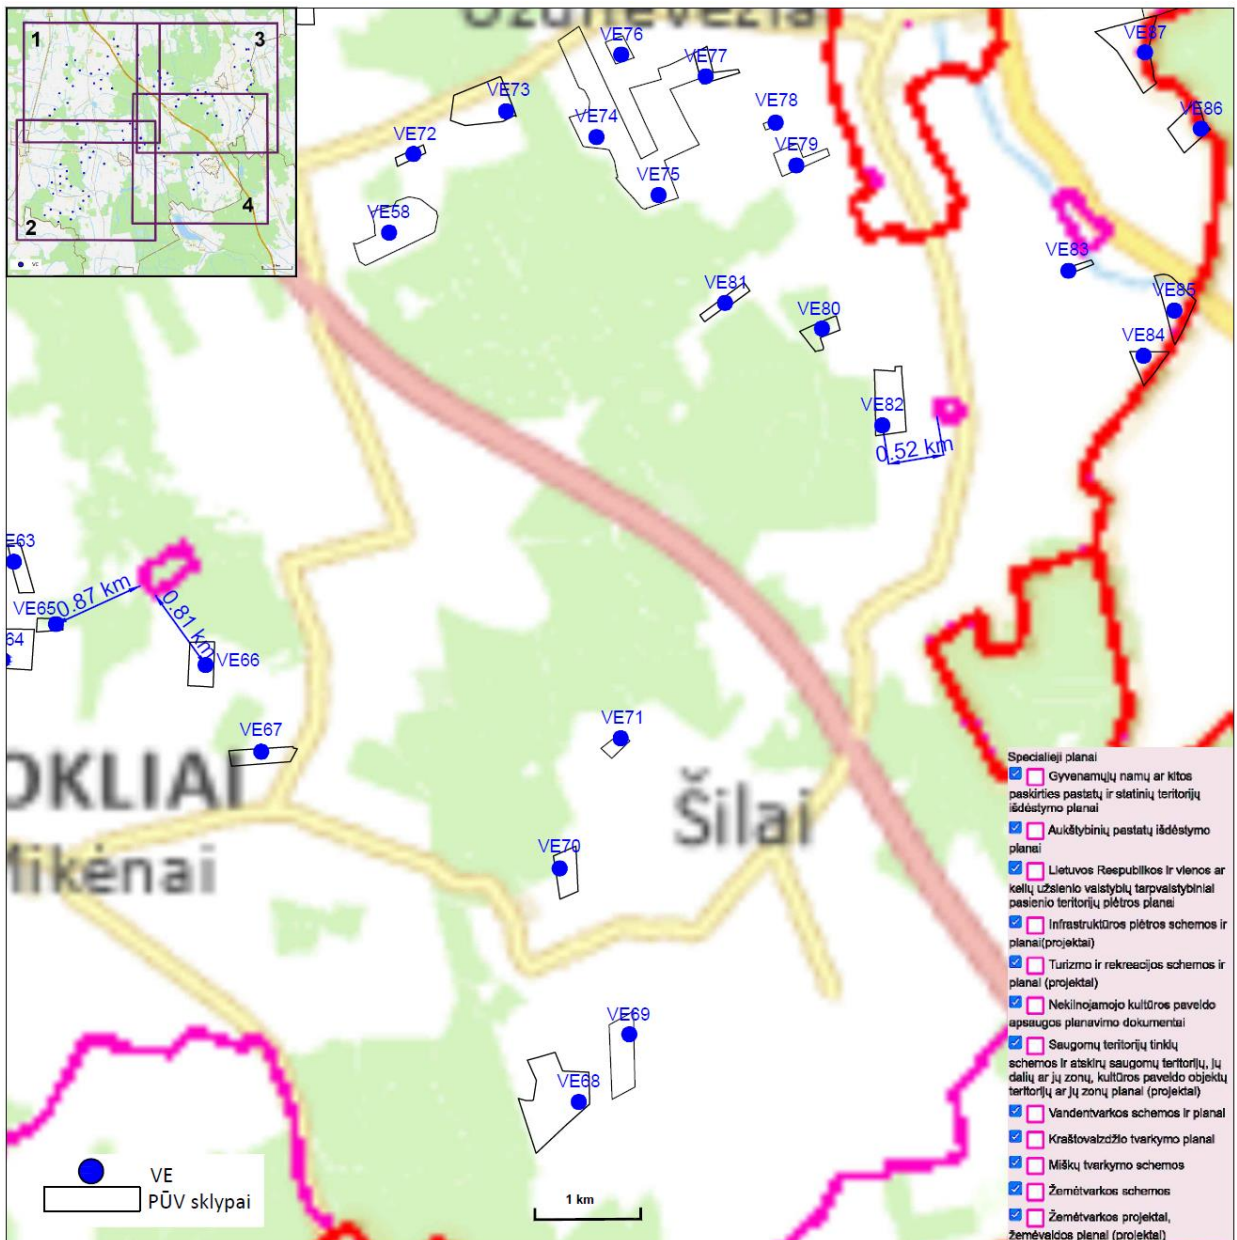 1
3
2
4
VE76
VE77
VE87
VE73
VE74
VE78
VE86
VE72
VE79
VE75
VE58
VE83
VE81
VE85
VE80
VE84
VE82
0.52 km
E63
0.87 km
VE65
0.81 km
64
VE66
VE71
VE67
OKLIAI
Šilai
Mikėnai
VE70
VE69
VE68
Specialieji planai
Gyvenamųjų namų ar kitos
paskirties pastatų ir statinių teritorijų
išdėstymo planai
Aukštybinių pastatų išdėstymo
planai
Lietuvos Respublikos ir vienos ar
kelių užsienio valstybių tarpvalstybiniai
pasienio teritorijų plėtros planai
Infrastruktūros plėtros schemos ir
planai(projektai)
Turizmo ir rekreacijos schemos ir
planai (projektai)
Nekilnojamojo kultūros paveldo
apsaugos planavimo dokumentai
Saugomų teritorijų tinklų
schemos ir atskirų saugomų teritorijų, jų
dalių ar jų zonų, kultūros paveldo objektų
teritorijų ar jų zonų planai (projektai)
Vandentvarkos schemos ir planai
Kraštovaizdžio tvarkymo planai
Miškų tvarkymo schemos
Žemėtvarkos schemos
Žemėtvarkos projektai,
žemėvaldos planai (projektai)
VE
PŪV sklypai
1 km